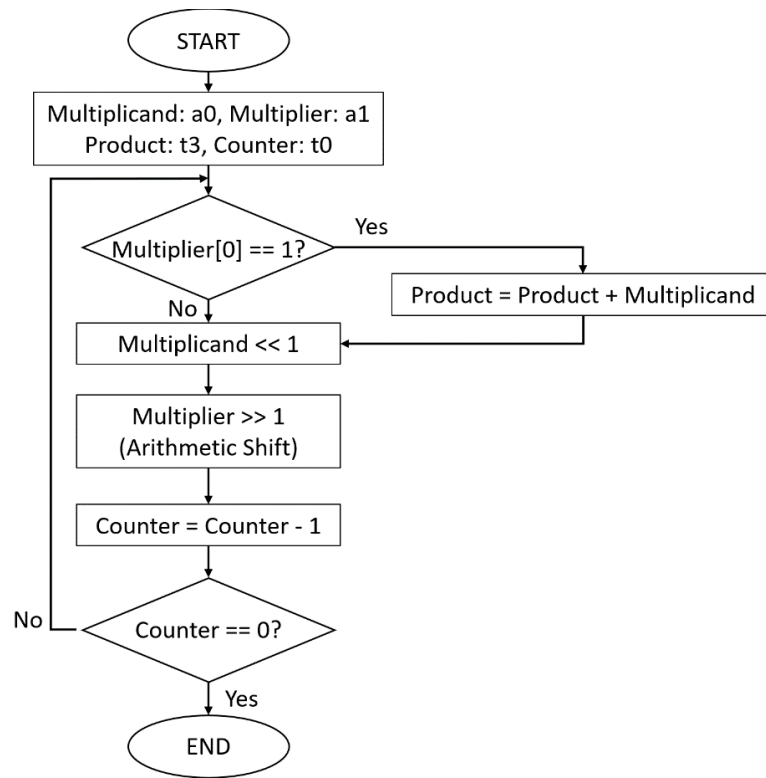 START
Multiplicand: a0, Multiplier: a1
Product: t3, Counter: t0
Multiplier[0] == 1?
Yes
Product = Product + Multiplicand
No
Multiplicand << 1
Multiplier >> 1
(Arithmetic Shift)
Counter = Counter - 1
Counter == 0?
No
Yes
END